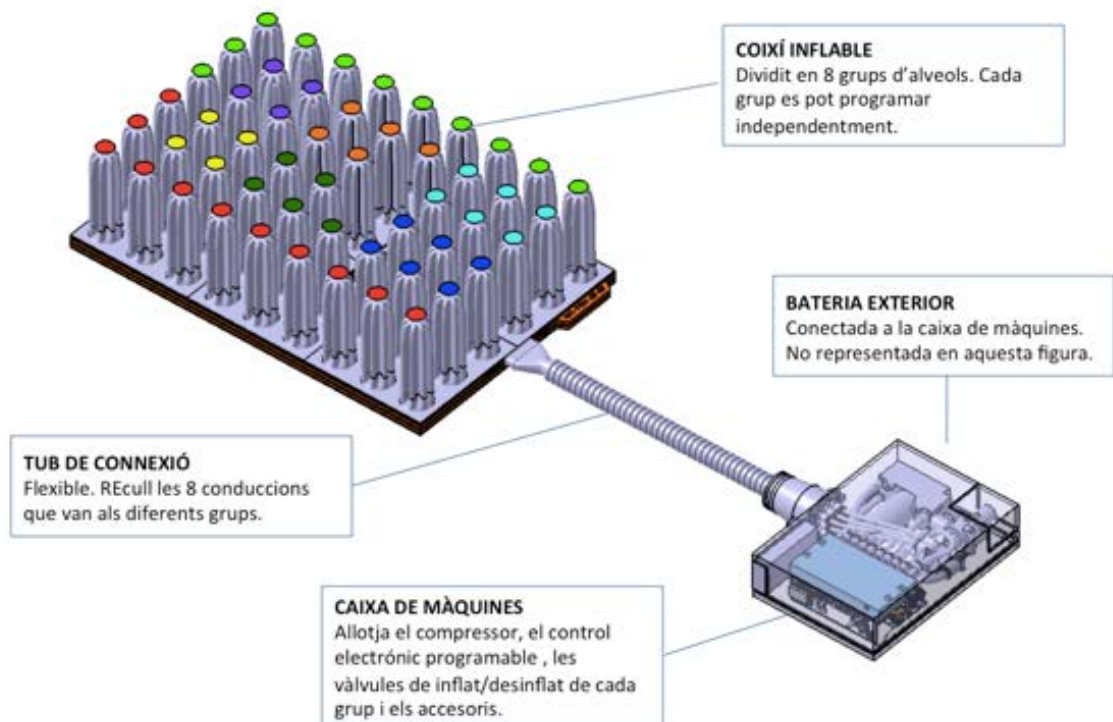 COIXÍ INFLABLE
Dividit en 8 grups d'alveols. Cada
grup es pot programar
independentment.
BATERIA EXTERIOR
Conectada a la caixa de màquines.
No representada en aquesta figura.
TUB DE CONNEXIÓ
Flexible. REcull les 8 conduccions
que van als diferents grups.
CAIXA DE MÀQUINES
Allotja el compressor, el control
electrónic programable , les
vàlvules de inflat/desinflat de cada
grup i els accesoris.